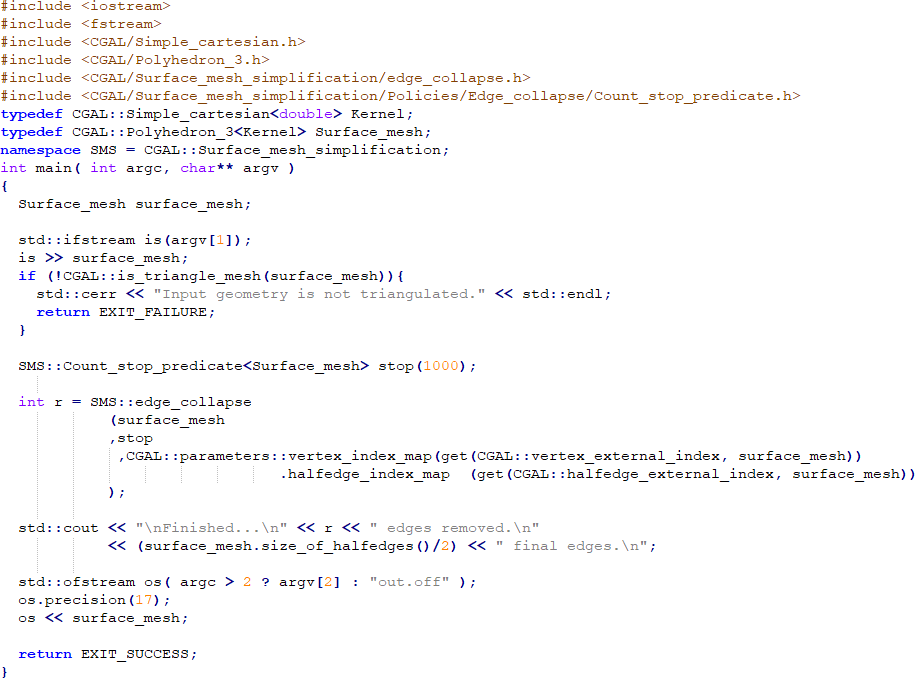 #include <iostream>
#include <fstream>
#include <CGAL/Simple_cartesian.h>
#include <CGAL/Polyhedron_3.h>
#include <CGAL/Surface_mesh_simplification/edge_collapse.h>
#include <CGAL/Surface_mesh_simplification/Policies/Edge_collapse/Count_stop_predicate.h>
typedef CGAL::Simple_cartesian<double> Kernel;
typedef CGAL::Polyhedron_3<Kernel> Surface_mesh;
namespace SMS = CGAL::Surface_mesh_simplification;
int main( int argc, char** argv )
{
  Surface_mesh surface_mesh;

  std::ifstream is(argv[1]);
  is >> surface_mesh;
  if (!CGAL::is_triangle_mesh(surface_mesh)){
    std::cerr << "Input geometry is not triangulated." << std::endl;
    return EXIT_FAILURE;
  }

  SMS::Count_stop_predicate<Surface_mesh> stop(1000);

  int r = SMS::edge_collapse
            (surface_mesh
            ,stop
             ,CGAL::parameters::vertex_index_map(get(CGAL::vertex_external_index, surface_mesh))
                               .halfedge_index_map  (get(CGAL::halfedge_external_index, surface_mesh))
            );

  std::cout << "\nFinished...\n" << r << " edges removed.\n"
            << (surface_mesh.size_of_halfedges()/2) << " final edges.\n";

  std::ofstream os( argc > 2 ? argv[2] : "out.off" );
  os.precision(17);
  os << surface_mesh;

  return EXIT_SUCCESS;
}